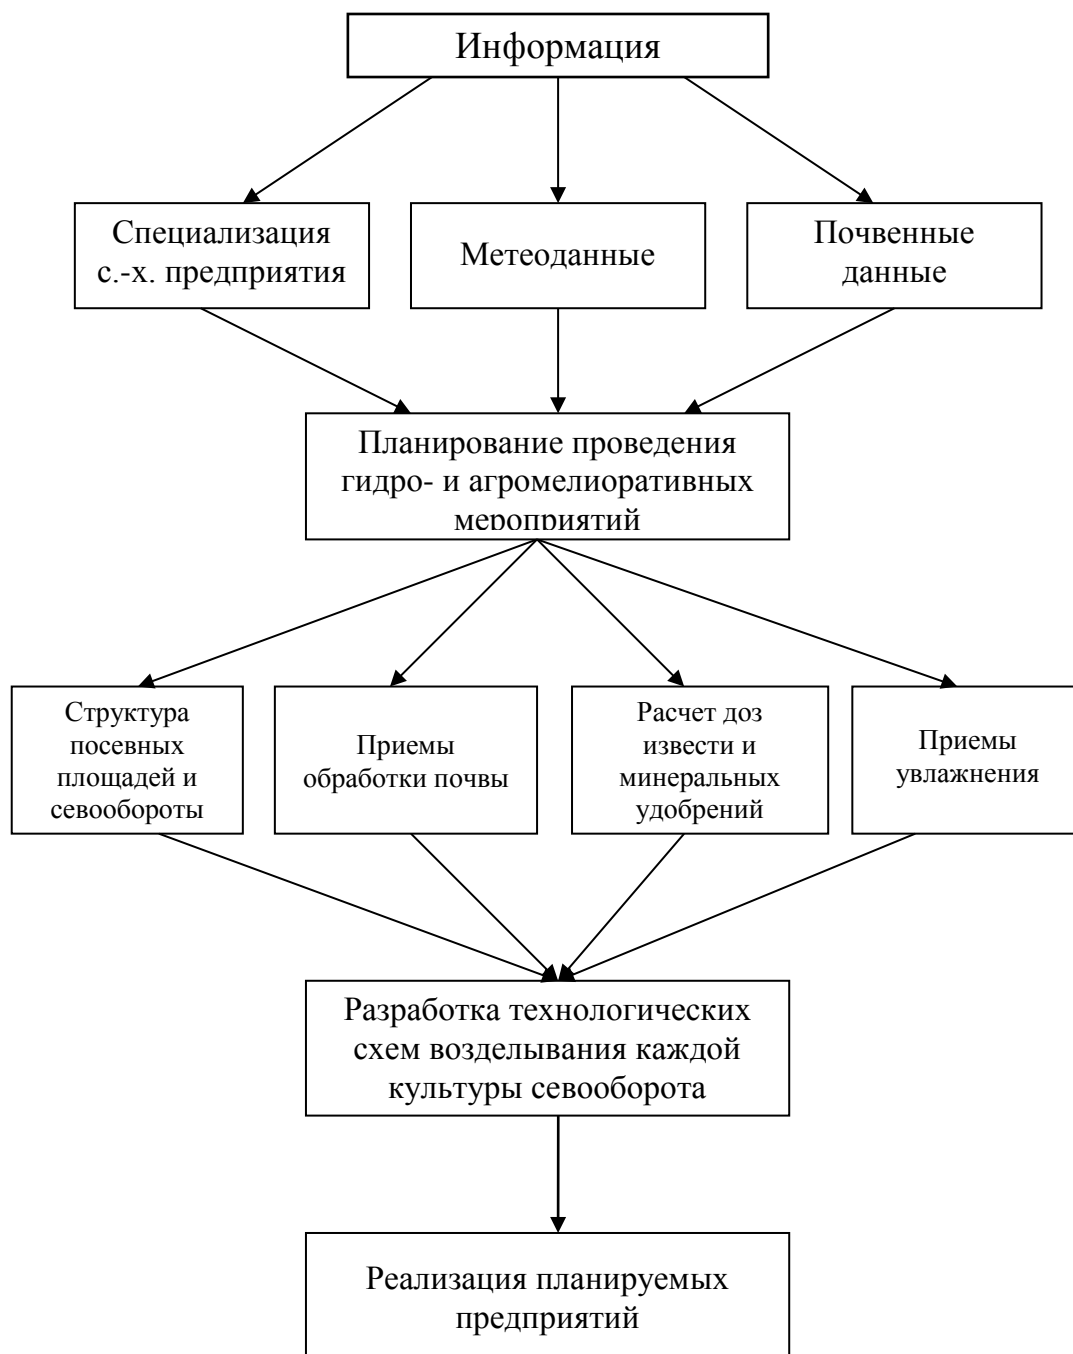 Информация
Специализация
с.-х. предприятия
Метеоданные
Почвенные
данные
Планирование проведения
гидро- и агромелиоративных
мероприятий
Структура
посевных
площадей и
севообороты
Приемы
обработки почвы
Расчет доз
извести и
минеральных
удобрений
Приемы
увлажнения
Разработка технологических
схем возделывания каждой
культуры севооборота
Реализация планируемых
предприятий